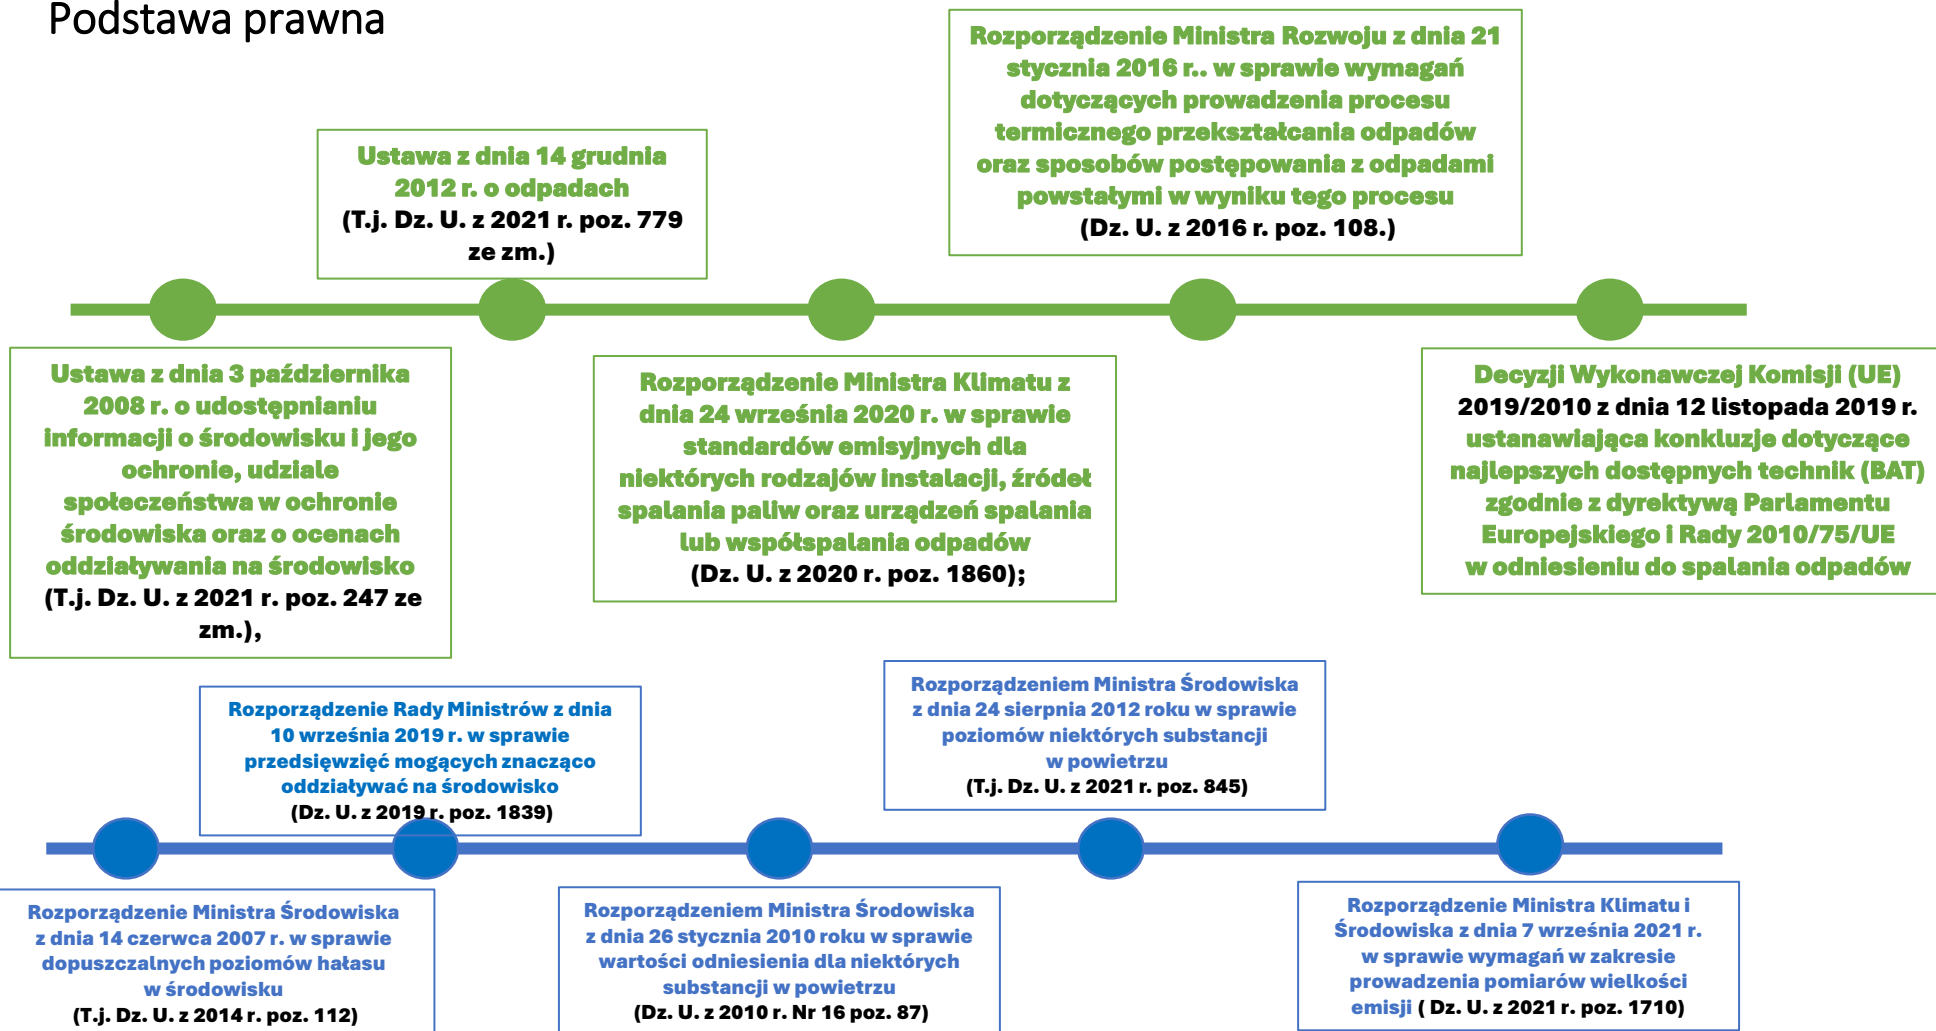 Podstawa prawna
Rozporządzenie Ministra Rozwoju z dnia 21
stycznia 2016 r.. w sprawie wymagań
dotyczących prowadzenia procesu
termicznego przekształcania odpadów
oraz sposobów postępowania z odpadami
powstałymi w wyniku tego procesu
(Dz. U. z 2016 r. poz. 108.)
Ustawa z dnia 14 grudnia
2012 r. o odpadach
(T.j. Dz. U. z 2021 r. poz. 779
ze zm.)
Ustawa z dnia 3 października
2008 r. o udostępnianiu
informacji o środowisku i jego
ochronie, udziale
społeczeństwa w ochronie
środowiska oraz o ocenach
oddziaływania na środowisko
(T.j. Dz. U. z 2021 r. poz. 247 ze
zm.),
Rozporządzenie Ministra Klimatu z
dnia 24 września 2020 r. w sprawie
standardów emisyjnych dla
niektórych rodzajów instalacji, źródeł
spalania paliw oraz urządzeń spalania
lub współspalania odpadów
(Dz. U. z 2020 r. poz. 1860);
Decyzji Wykonawczej Komisji (UE)
2019/2010 z dnia 12 listopada 2019 r.
ustanawiająca konkluzje dotyczące
najlepszych dostępnych technik (BAT)
zgodnie z dyrektywą Parlamentu
Europejskiego i Rady 2010/75/UE
w odniesieniu do spalania odpadów
Rozporządzenie Rady Ministrów z dnia
10 września 2019 r. w sprawie
przedsięwzięć mogących znacząco
oddziaływać na środowisko
(Dz. U. z 2019 r. poz. 1839)
Rozporządzeniem Ministra Środowiska
z dnia 24 sierpnia 2012 roku w sprawie
poziomów niektórych substancji
w powietrzu
(T.j. Dz. U. z 2021 r. poz. 845)
Rozporządzenie Ministra Środowiska
z dnia 14 czerwca 2007 r. w sprawie
dopuszczalnych poziomów hałasu
w środowisku
(T.j. Dz. U. z 2014 r. poz. 112)
Rozporządzeniem Ministra Środowiska
z dnia 26 stycznia 2010 roku w sprawie
wartości odniesienia dla niektórych
substancji w powietrzu
(Dz. U. z 2010 r. Nr 16 poz. 87)
Rozporządzenie Ministra Klimatu i
Środowiska z dnia 7 września 2021 r.
w sprawie wymagań w zakresie
prowadzenia pomiarów wielkości
emisji ( Dz. U. z 2021 r. poz. 1710)